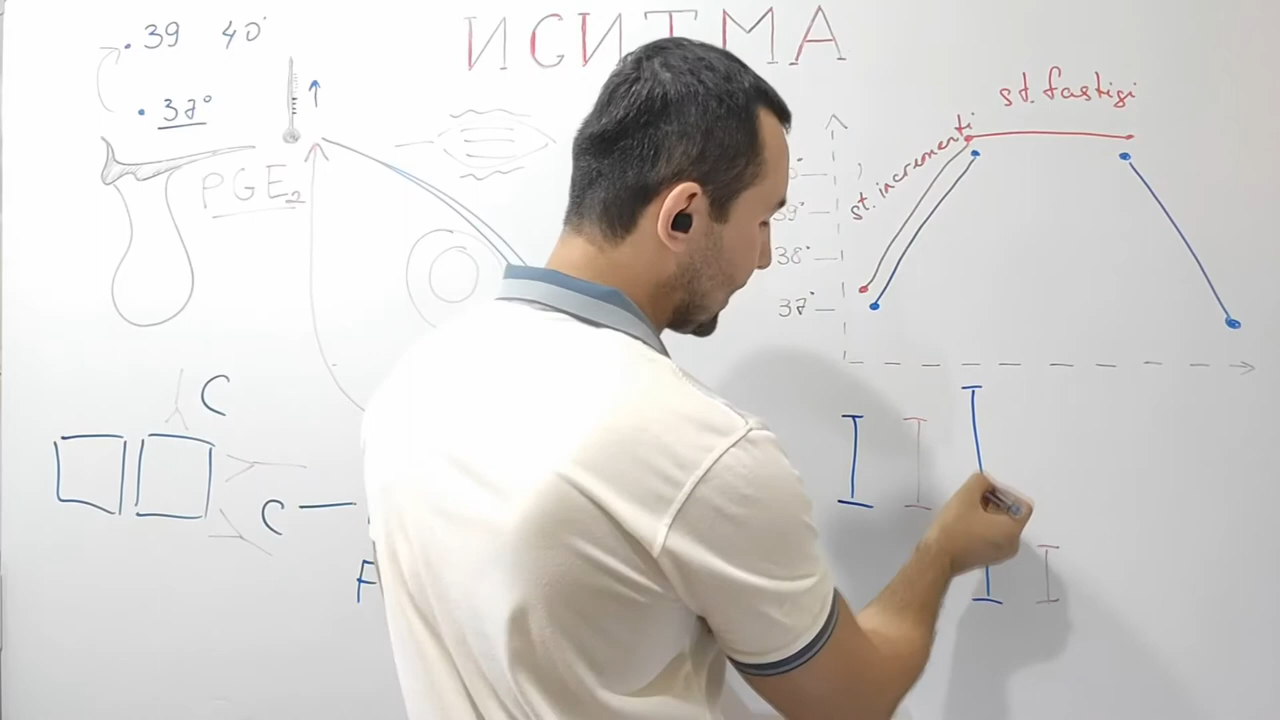 ИСИТМА
39 40°
37°
PGE₂
C
C
F
st. fastigi
st. incrementi
39°
38°
37°